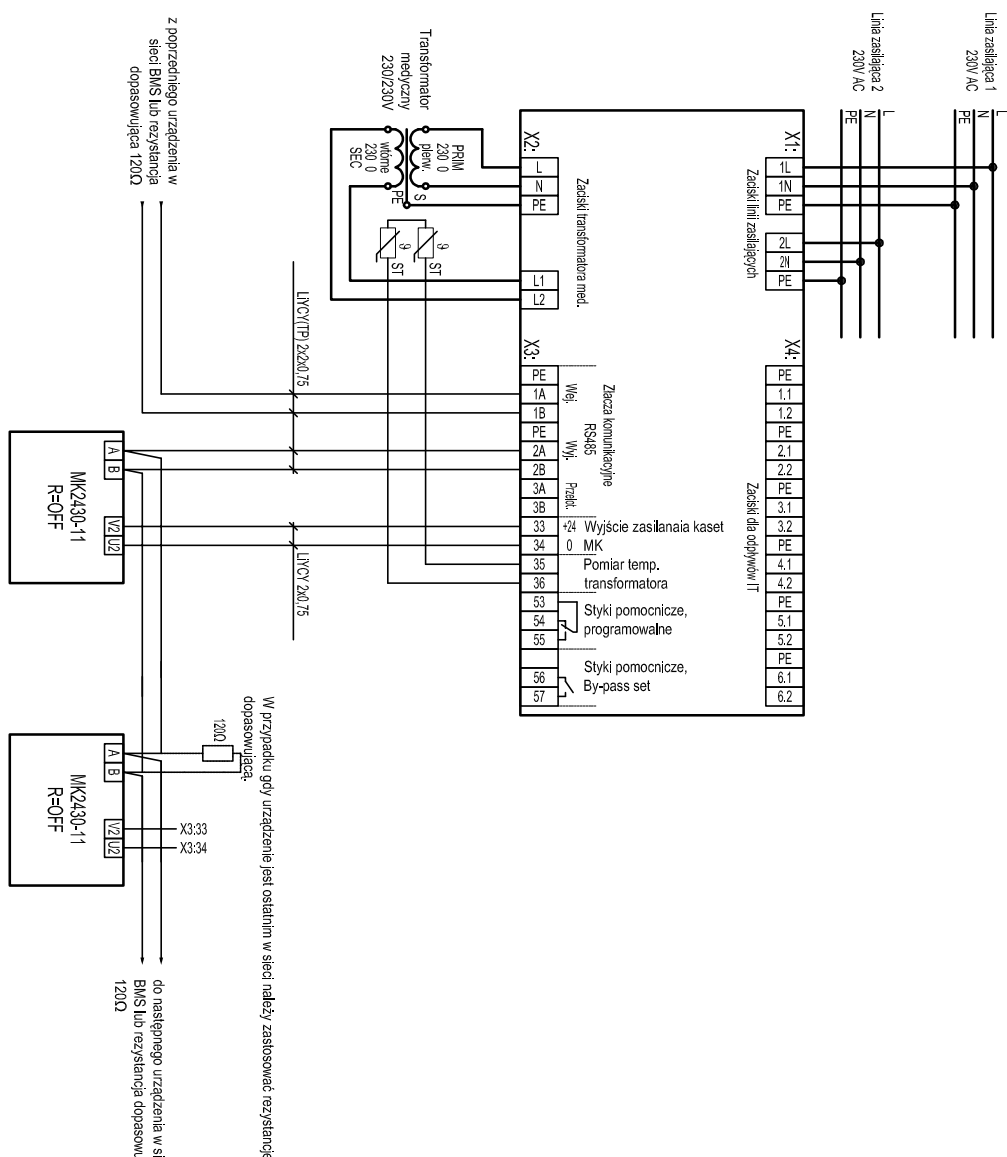 Linia zasilająca 1
230V AC
L
N
PE
Linia zasilająca 2
230V AC
L
N
PE
X1:
1L
1N
PE
2L
2N
PE
Zaciski linii zasilających
X4:
PE
1.1
1.2
PE
2.1
2.2
PE
3.1
3.2
PE
4.1
4.2
PE
5.1
5.2
PE
6.1
6.2
Zaciski dla odpływów IT
X2:
L
N
PE
L1
L2
Zaciski transformatora med.
X3:
PE
1A
1B
PE
2A
2B
3A
3B
33
34
35
36
53
54
55
56
57
Wej.
Wyj.
Przelot.
Złącza komunikacyjne
RS485
+24 Wyjście zasilanaia kaset
0 MK
Pomiar temp.
transformatora
Styki pomocnicze,
programowalne
Styki pomocnicze,
By-pass set
Transformator
medyczny
230/230V
PRIM
230 0
pierw.
S
PE
wtórne
230 0
SEC
ϑ
ST
ϑ
ST
z poprzedniego urządzenia w
sieci BMS lub rezystancja
dopasowująca 120Ω
LiYCY(TP) 2x2x0,75
LiYCY 2x0,75
A
B
V2
U2
MK2430-11
R=OFF
W przypadku gdy urządzenie jest ostatnim w sieci należy zastosować rezystancję
dopasowującą.
120Ω
A
B
V2
U2
X3:33
X3:34
MK2430-11
R=OFF
do następnego urządzenia w si
BMS lub rezystancja dopasowu
120Ω